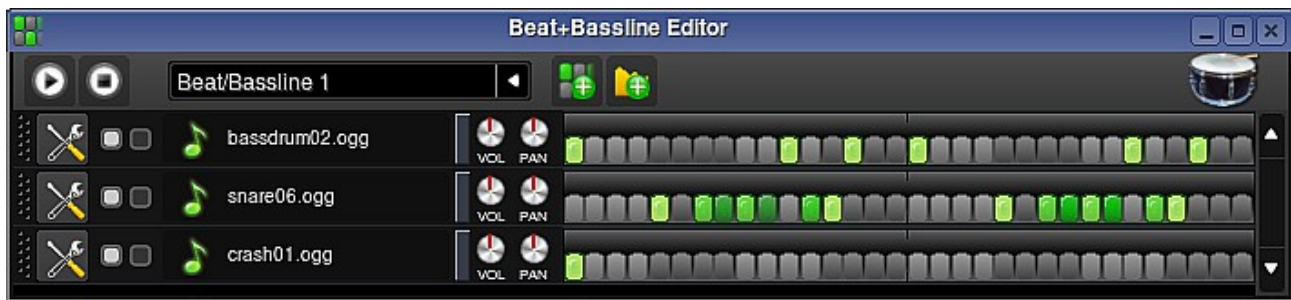 Beat+Bassline Editor
Beat/Bassline 1
bassdrum02.ogg VOL PAN
snare06.ogg VOL PAN
crash01.ogg VOL PAN